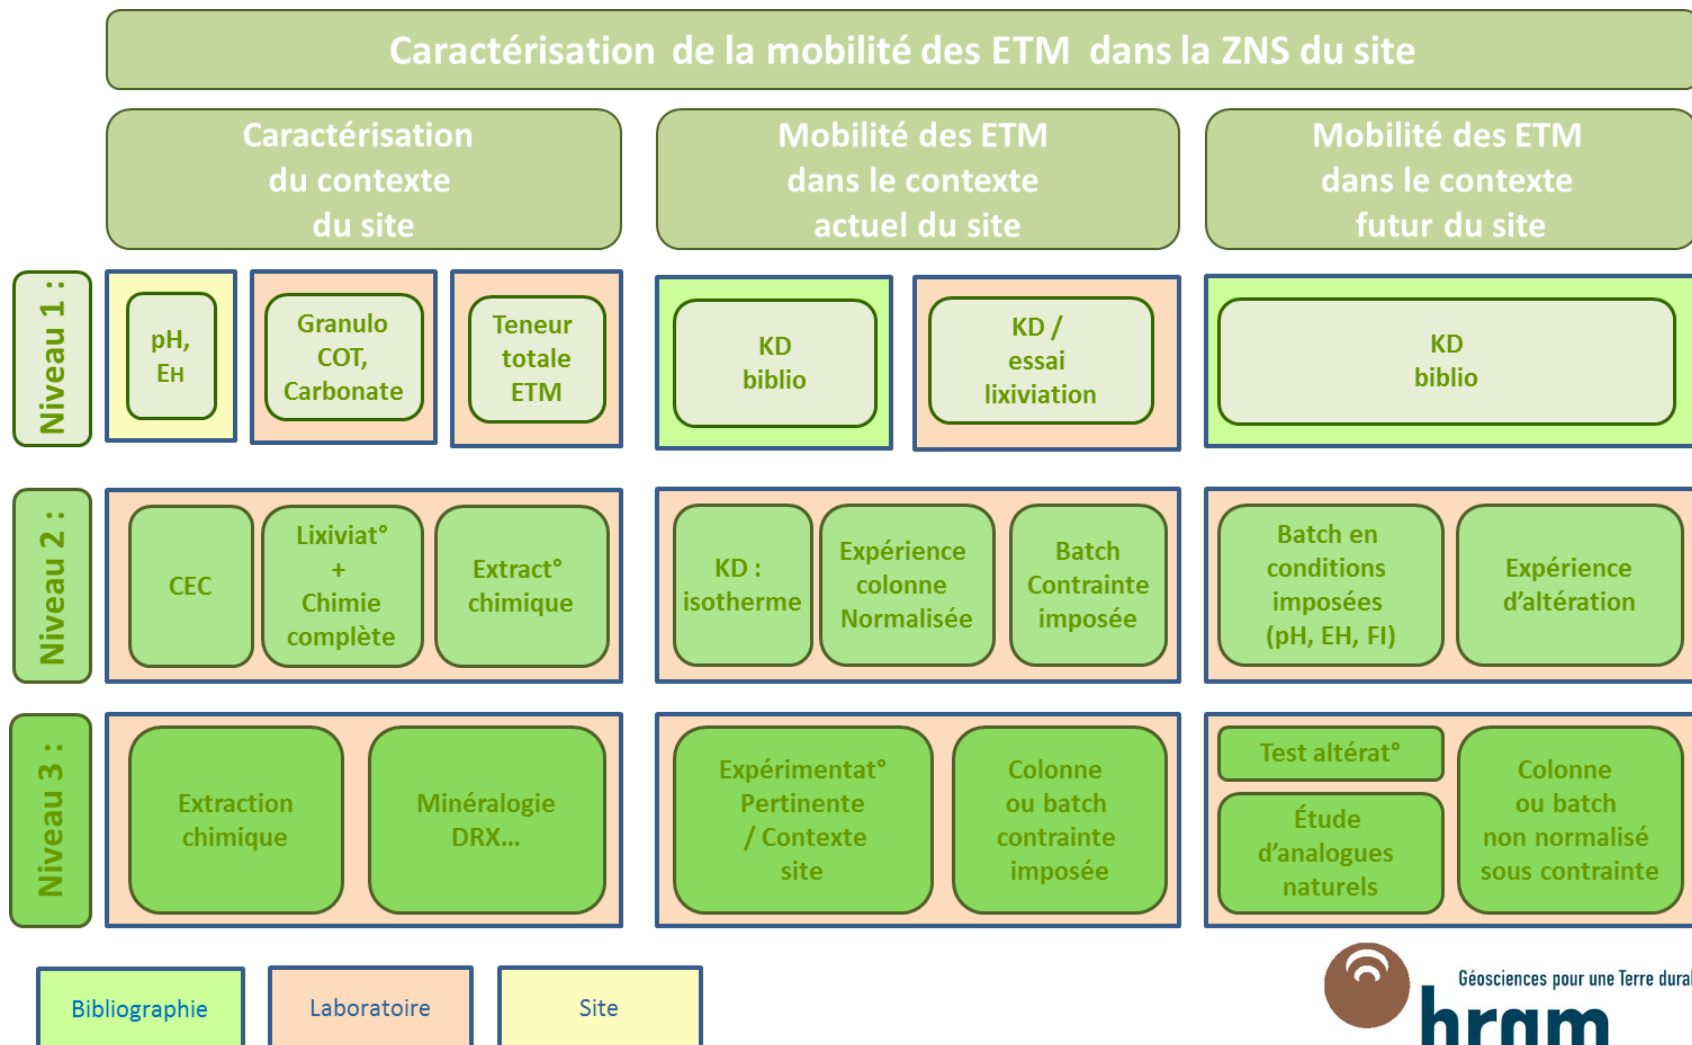 Caractérisation de la mobilité des ETM dans la ZNS du site
Caractérisation
du contexte
du site
Mobilité des ETM
dans le contexte
actuel du site
Mobilité des ETM
dans le contexte
futur du site
Niveau 1 :
pH,
EH
Granulo
COT,
Carbonate
Teneur
totale
ETM
KD
biblio
KD /
essai
lixiviation
KD
biblio
Niveau 2 :
CEC
Lixiviat°
+
Chimie
complète
Extract°
chimique
KD :
isotherme
Expérience
colonne
Normalisée
Batch
Contrainte
imposée
Batch en
conditions
imposées
(pH, EH, FI)
Expérience
d'altération
Niveau 3 :
Extraction
chimique
Minéralogie
DRX...
Expérimentat°
Pertinente
/ Contexte
site
Colonne
ou batch
contrainte
imposée
Test altérat°
Étude
d'analogues
naturels
Colonne
ou batch
non normalisé
sous contrainte
Bibliographie
Laboratoire
Site
Géosciences pour une Terre dural
brgm